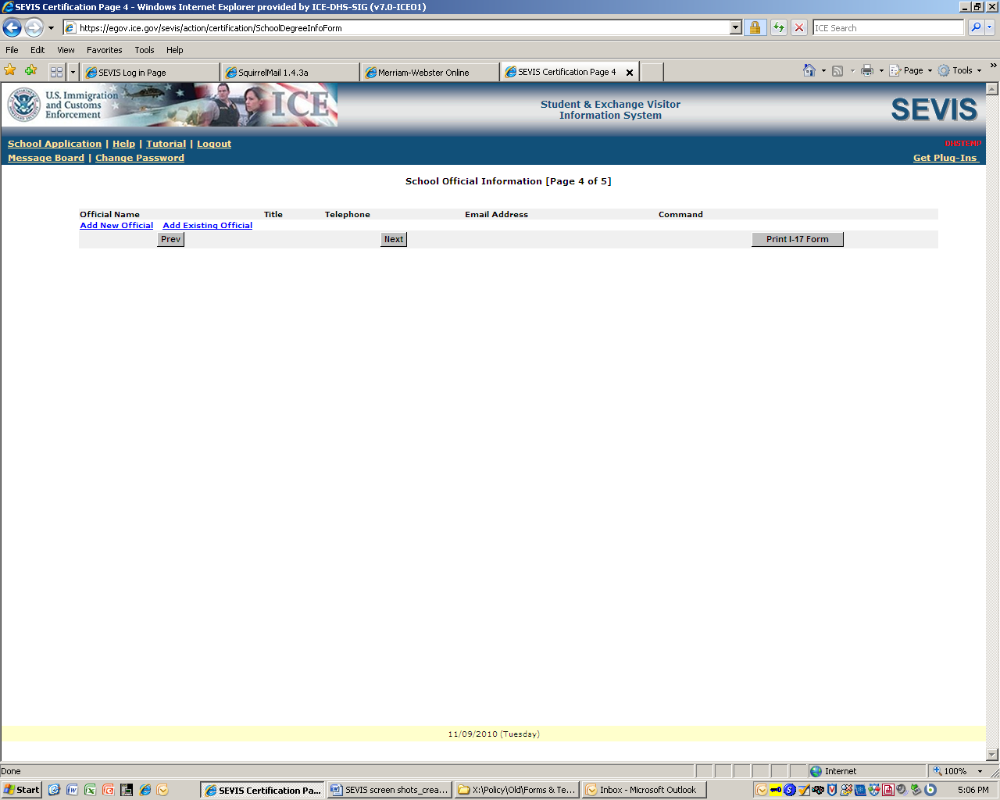 SEVIS Certification Page 4 - Windows Internet Explorer provided by ICE-DHS-SIG (v7.0-ICE01)
https://egov.ice.gov/sevis/action/certification/SchoolDegreeInfoForm
ICE Search
File Edit View Favorites Tools Help
SEVIS Log in Page
SquirrelMail 1.4.3a
Merriam-Webster Online
SEVIS Certification Page 4
Page Tools »
U.S. Immigration
and Customs
Enforcement
ICE
Student & Exchange Visitor
Information System
SEVIS
School Application | Help | Tutorial | Logout
DHSTEMP
Message Board | Change Password
Get Plug-Ins
School Official Information [Page 4 of 5]
Official Name Title Telephone Email Address Command
Add New Official Add Existing Official
Prev Next Print I-17 Form
11/09/2010 (Tuesday)
Done
Internet
100%
Start
SEVIS Certification Pa...
SEVIS screen shots_crea...
X:\Policy\Old\Forms & Te...
Inbox - Microsoft Outlook
5:06 PM